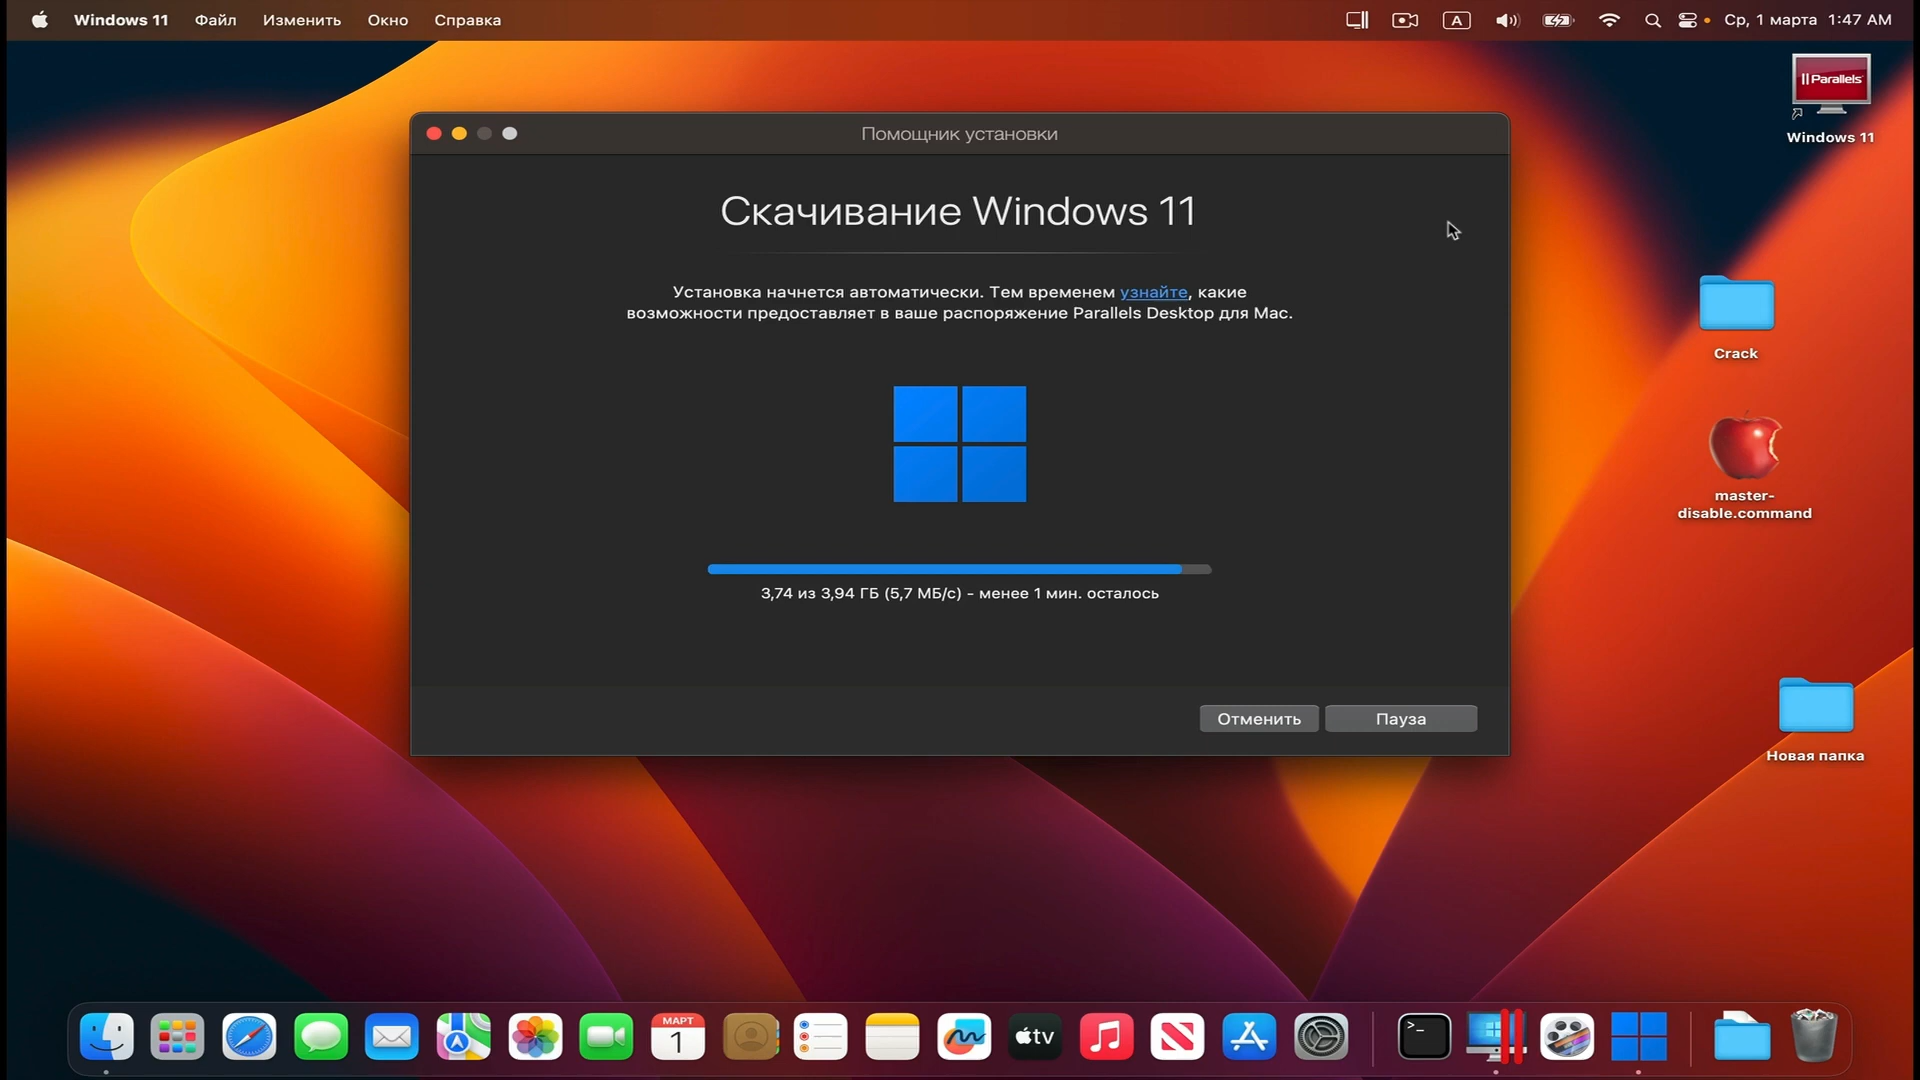 Windows 11 Файл Изменить Окно Справка
A
Ср, 1 марта 1:47 AM
Parallels
Windows 11
Помощник установки
Скачивание Windows 11
Установка начнется автоматически. Тем временем узнайте, какие
возможности предоставляет в ваше распоряжение Parallels Desktop для Mac.
3,74 из 3,94 ГБ (5,7 МБ/с) - менее 1 мин. осталось
Отменить Пауза
Crack
master-
disable.command
Новая папка
МАРТ
1
tv